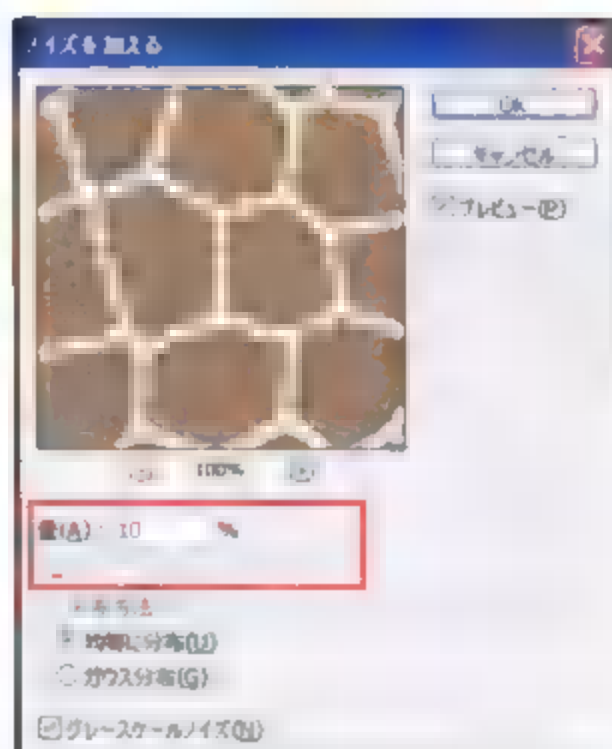 ノイズを加える
OK
キャンセル
プレビュー(P)
100%
量(A): 10 %
分布方法
均等に分布(U)
ガウス分布(G)
グレースケールノイズ(N)